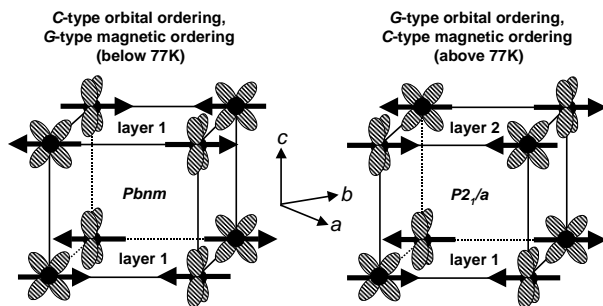 C-type orbital ordering,
G-type magnetic ordering
(below 77K)
G-type orbital ordering,
C-type magnetic ordering
(above 77K)
layer 1
layer 2
c
Pbnm
b
P2₁/a
a
layer 1
layer 1